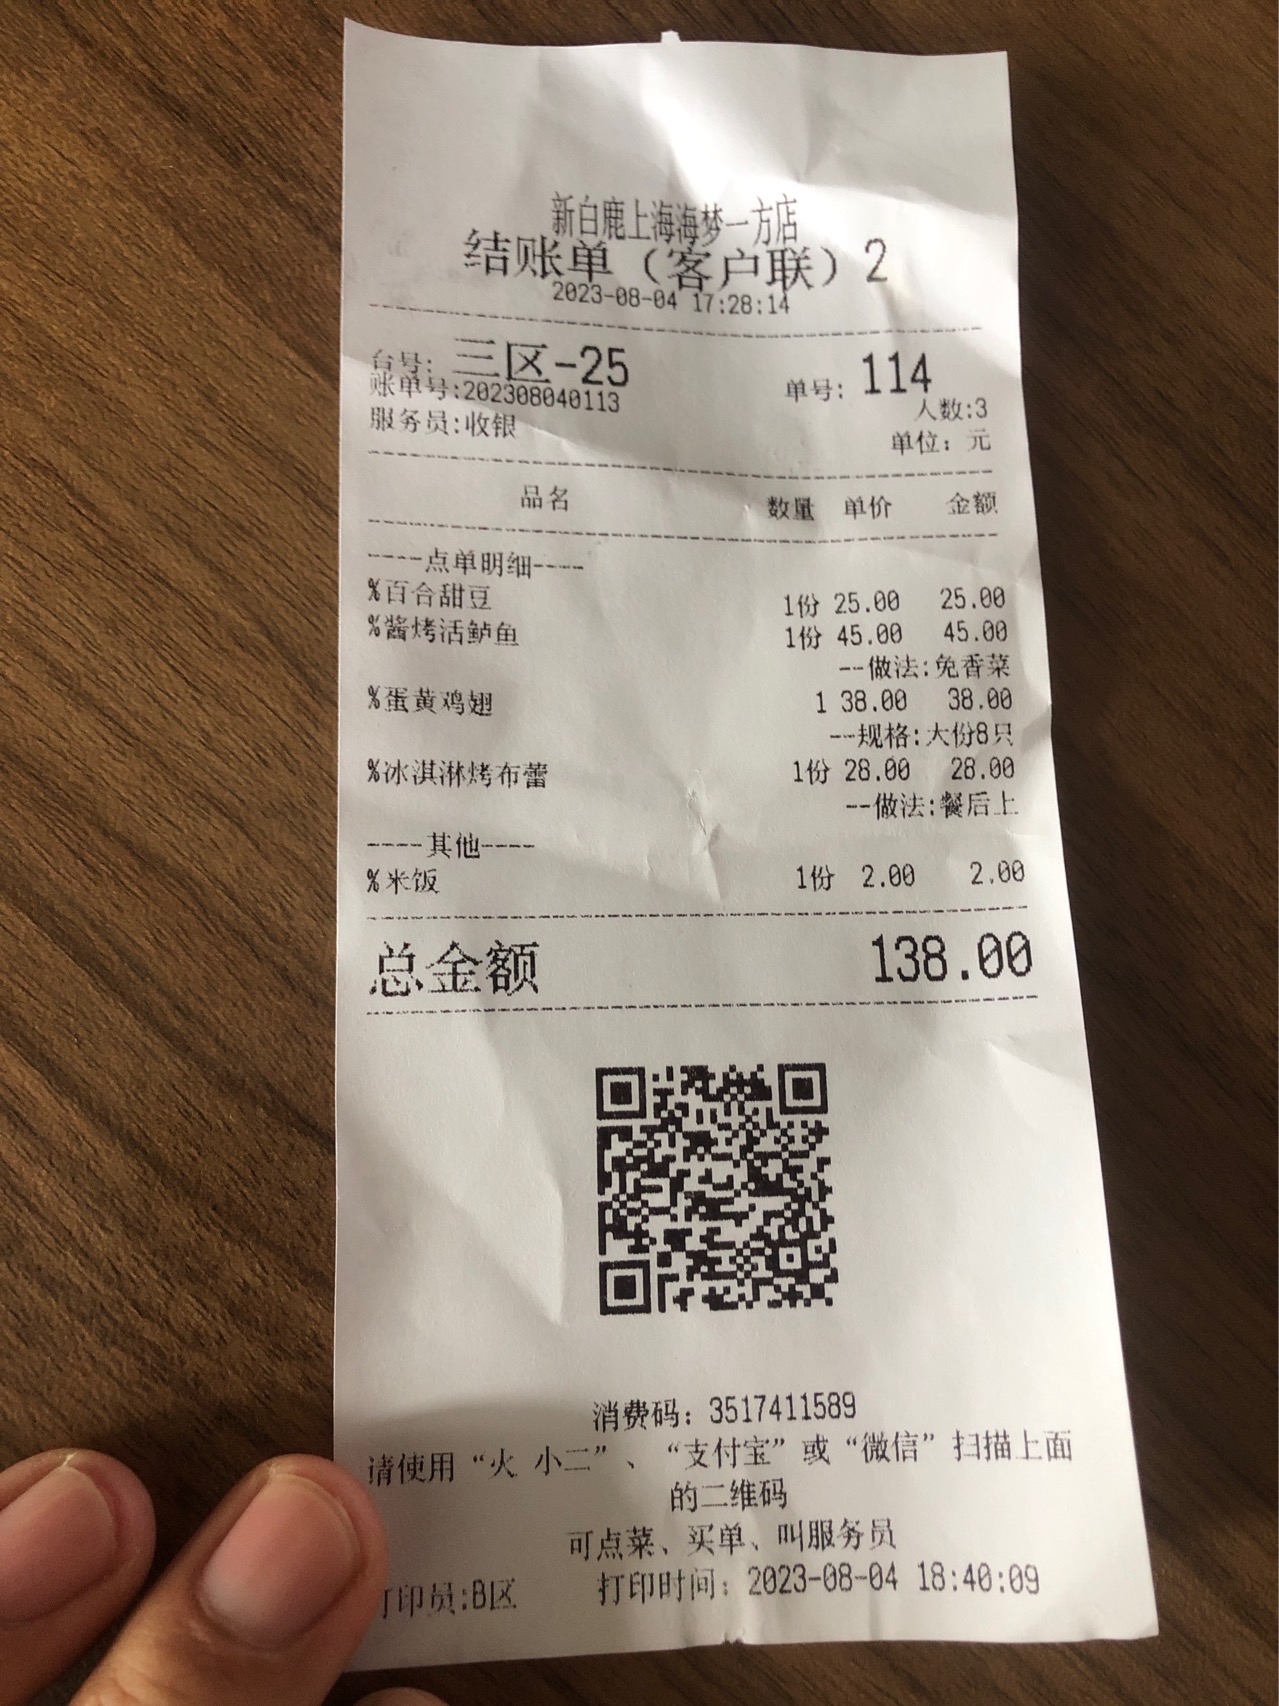 新白鹿上海海梦一方店
结账单（客户联）2
2023-08-04 17:28:14
台号: 三区-25 单号: 114
账单号:202308040113 人数:3
服务员:收银 单位: 元
品名 数量 单价 金额
----点单明细----
%百合甜豆 1份 25.00 25.00
%酱烤活鲈鱼 1份 45.00 45.00
--做法:免香菜
%蛋黄鸡翅 1 38.00 38.00
--规格:大份8只
%冰淇淋烤布蕾 1份 28.00 28.00
--做法:餐后上
----其他----
%米饭 1份 2.00 2.00
总金额 138.00
消费码: 3517411589
请使用“火 小二”、“支付宝”或“微信”扫描上面
的二维码
可点菜、买单、叫服务员
打印员:B区 打印时间: 2023-08-04 18:40:09